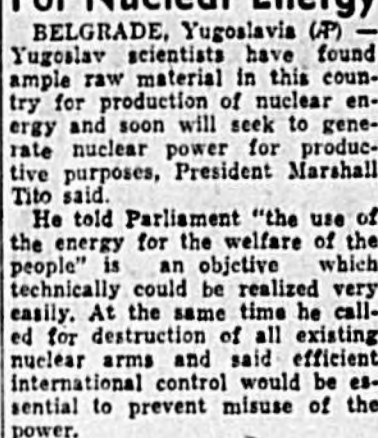 For Nuclear Energy
BELGRADE, Yugoslavia (AP) —
Yugoslav scientists have found
ample raw material in this coun-
try for production of nuclear en-
ergy and soon will seek to gene-
rate nuclear power for produc-
tive purposes, President Marshall
Tito said.
He told Parliament "the use of
the energy for the welfare of the
people" is an objctive which
technically could be realized very
easily. At the same time he call-
ed for destruction of all existing
nuclear arms and said efficient
international control would be es-
sential to prevent misuse of the
power.